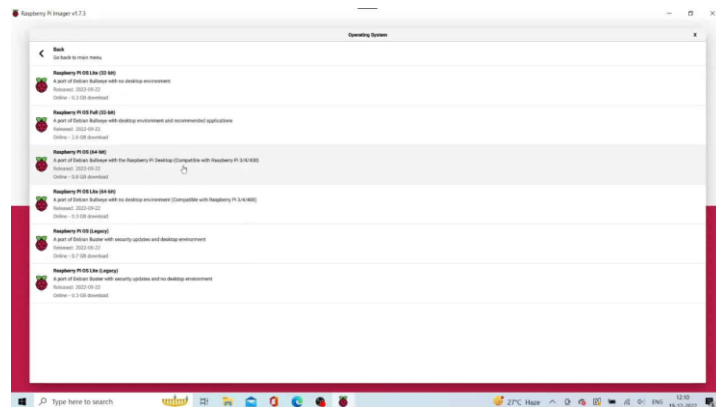 Raspberry Pi Imager v1.7.3
Operating System
X
Back
Go back to main menu
Raspberry Pi OS Lite (32-bit)
A port of Debian Bullseye with no desktop environment
Released: 2022-09-22
Online - 0.3 GB download
Raspberry Pi OS Full (32-bit)
A port of Debian Bullseye with desktop environment and recommended applications
Released: 2022-09-22
Online - 2.6 GB download
Raspberry Pi OS (64-bit)
A port of Debian Bullseye with the Raspberry Pi Desktop (Compatible with Raspberry Pi 3/4/400)
Released: 2022-09-22
Online - 0.8 GB download
Raspberry Pi OS Lite (64-bit)
A port of Debian Bullseye with no desktop environment (Compatible with Raspberry Pi 3/4/400)
Released: 2022-09-22
Online - 0.3 GB download
Raspberry Pi OS (Legacy)
A port of Debian Buster with security updates and desktop environment
Released: 2022-09-22
Online - 0.7 GB download
Raspberry Pi OS Lite (Legacy)
A port of Debian Buster with security updates and no desktop environment
Released: 2022-09-22
Online - 0.3 GB download
Type here to search
27°C Haze
ENG
12:10
15-12-2022